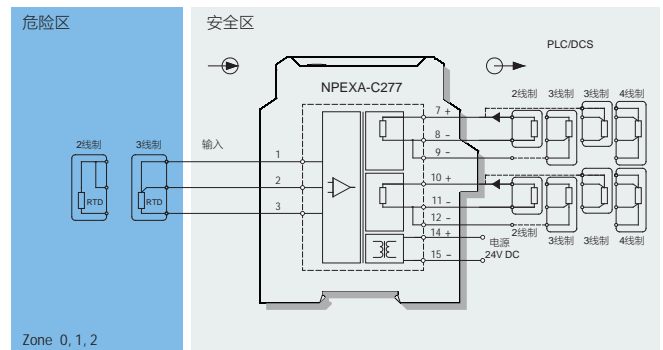 危险区
安全区
PLC/DCS
NPEXA-C277
2线制 3线制 3线制 4线制
7 +
8 −
9 −
2线制 3线制 输入
1
2
3
RTD RTD
10 +
11 −
12 −
14 +
15 −
电源
24V DC
2线制 3线制 3线制 4线制
Zone 0, 1, 2